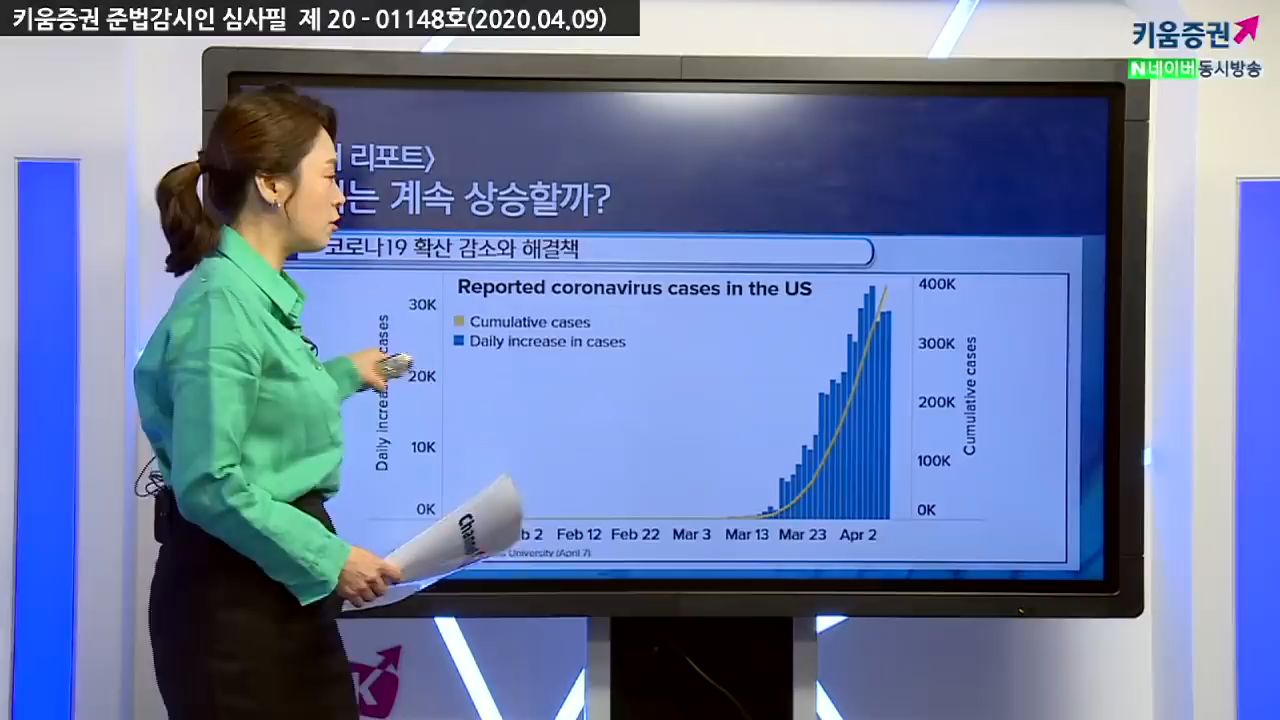 키움증권 준법감시인 심사필 제 20 - 01148호(2020.04.09)
키움증권
N 네이버 동시방송
리포트〉
는 계속 상승할까?
코로나19 확산 감소와 해결책
Reported coronavirus cases in the US
Cumulative cases
Daily increase in cases
30K
20K
10K
0K
Daily increase cases
400K
300K
200K
100K
0K
Cumulative cases
b 2 Feb 12 Feb 22 Mar 3 Mar 13 Mar 23 Apr 2
University (April 7)
Channel
K